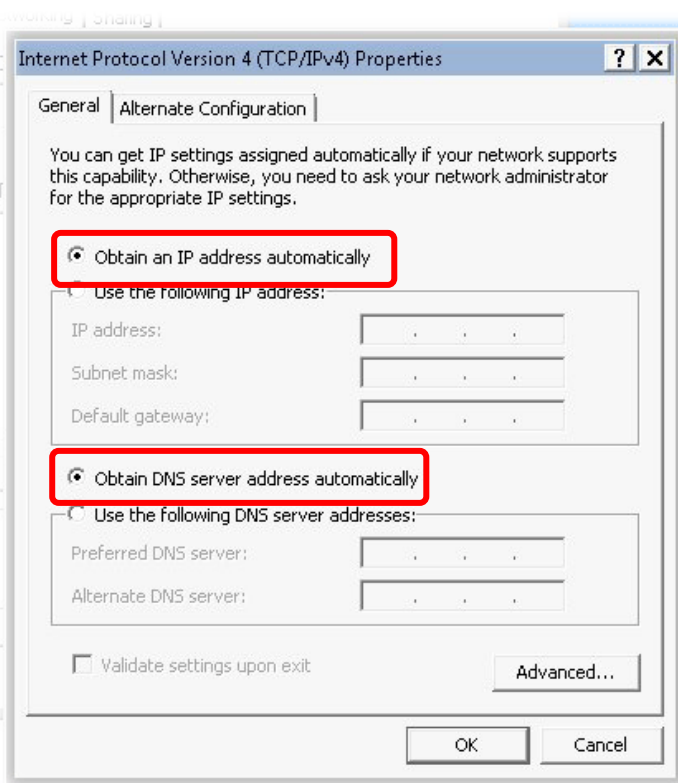 Sharing
Internet Protocol Version 4 (TCP/IPv4) Properties
General
Alternate Configuration
You can get IP settings assigned automatically if your network supports
this capability. Otherwise, you need to ask your network administrator
for the appropriate IP settings.
Obtain an IP address automatically
Use the following IP address:
IP address:
Subnet mask:
Default gateway:
Obtain DNS server address automatically
Use the following DNS server addresses:
Preferred DNS server:
Alternate DNS server:
Validate settings upon exit
Advanced...
OK
Cancel